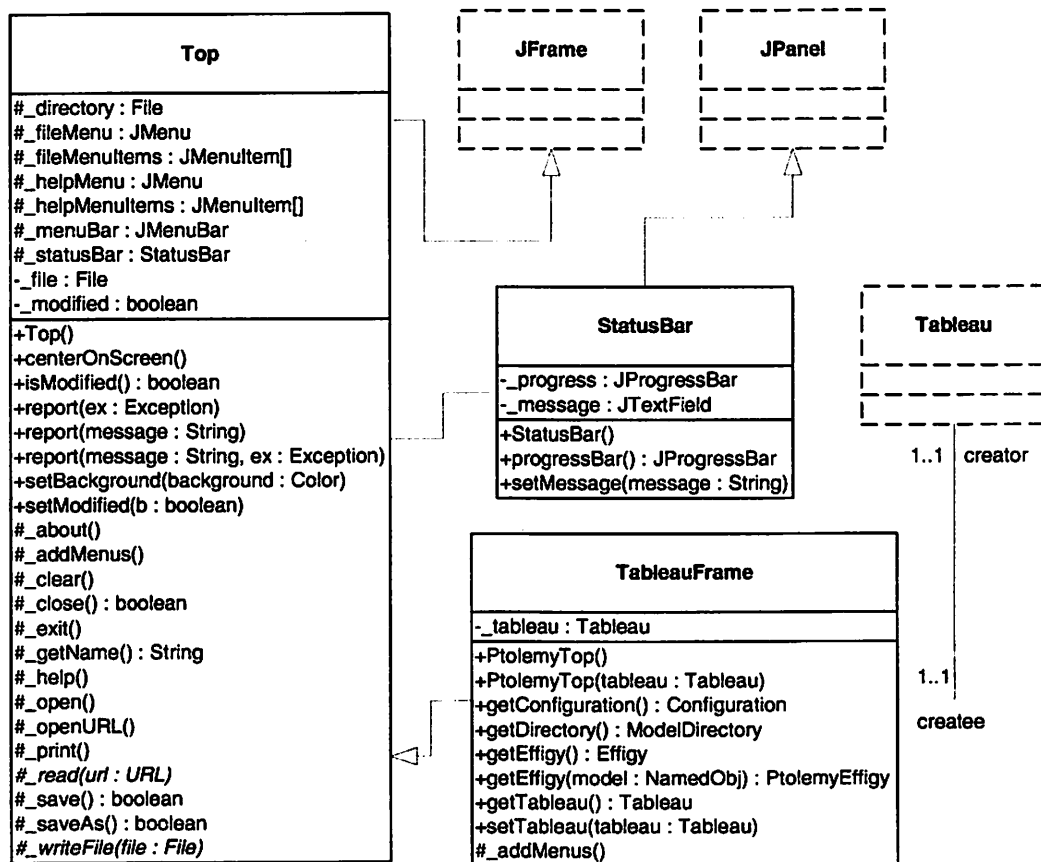 Top
#_directory : File
#_fileMenu : JMenu
#_fileMenuItems : JMenuItem[]
#_helpMenu : JMenu
#_helpMenuItems : JMenuItem[]
#_menuBar : JMenuBar
#_statusBar : StatusBar
-_file : File
-_modified : boolean
+Top()
+centerOnScreen()
+isModified() : boolean
+report(ex : Exception)
+report(message : String)
+report(message : String, ex : Exception)
+setBackground(background : Color)
+setModified(b : boolean)
#_about()
#_addMenus()
#_clear()
#_close() : boolean
#_exit()
#_getName() : String
#_help()
#_open()
#_openURL()
#_print()
#_read(url : URL)
#_save() : boolean
#_saveAs() : boolean
#_writeFile(file : File)
JFrame
JPanel
StatusBar
-_progress : JProgressBar
-_message : JTextField
+StatusBar()
+progressBar() : JProgressBar
+setMessage(message : String)
Tableau
1..1 creator
TableauFrame
-_tableau : Tableau
+PtolemyTop()
+PtolemyTop(tableau : Tableau)
+getConfiguration() : Configuration
+getDirectory() : ModelDirectory
+getEffigy() : Effigy
+getEffigy(model : NamedObj) : PtolemyEffigy
+getTableau() : Tableau
+setTableau(tableau : Tableau)
#_addMenus()
1..1
createe